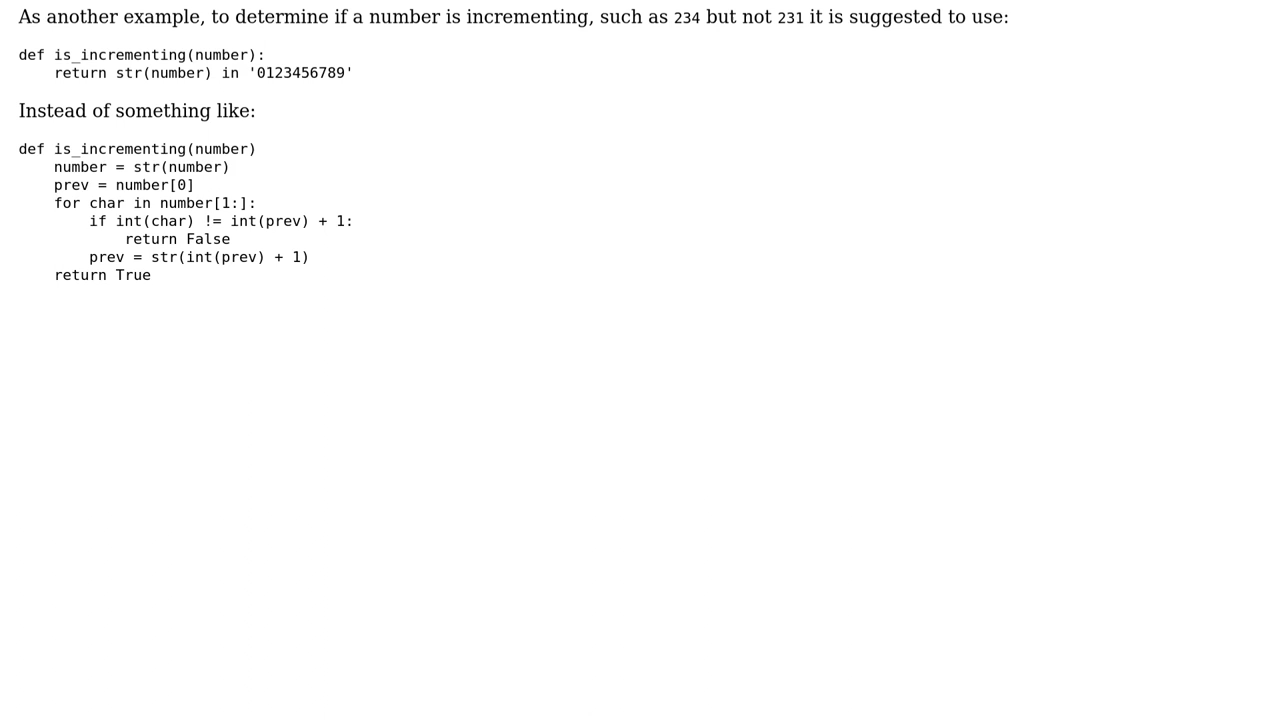 As another example, to determine if a number is incrementing, such as 234 but not 231 it is suggested to use:
def is_incrementing(number):
    return str(number) in '0123456789'
Instead of something like:
def is_incrementing(number)
    number = str(number)
    prev = number[0]
    for char in number[1:]:
        if int(char) != int(prev) + 1:
            return False
        prev = str(int(prev) + 1)
    return True